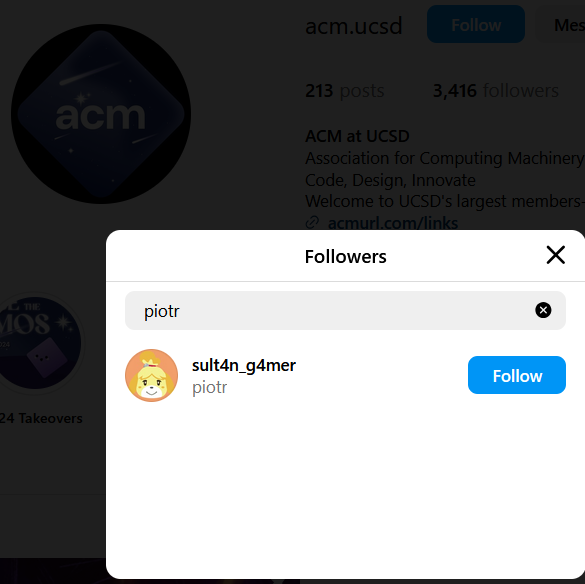 acm.ucsd
Follow
Mes
acm
213 posts
3,416 followers
ACM at UCSD
Association for Computing Machinery
Code, Design, Innovate
Welcome to UCSD's largest members-
acmurl.com/links
Followers
piotr
sult4n_g4mer
piotr
Follow
THE
MOS
24 Takeovers